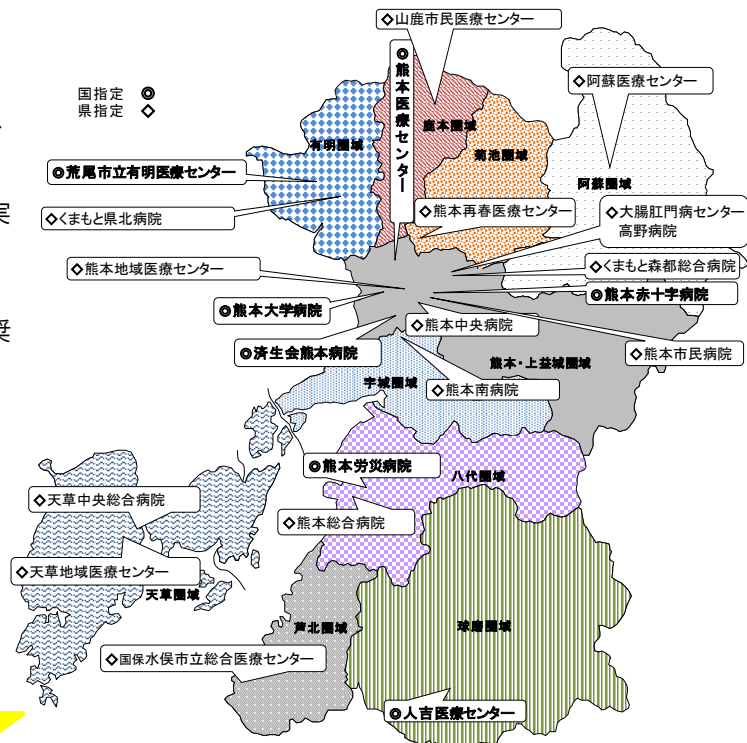 ◇山鹿市民医療センター
国指定 ◎
県指定 ◇
◎熊本医療センター
◇阿蘇医療センター
有明圏域
鹿本圏域
菊池圏域
阿蘇圏域
◎荒尾市立有明医療センター
実
◇くまもと県北病院
◇熊本再春医療センター
◇大腸肛門病センター
高野病院
◇熊本地域医療センター
◇くまもと森都総合病院
◎熊本赤十字病院
◎熊本大学病院
奨
◇熊本中央病院
◎済生会熊本病院
熊本・上益城圏域
◇熊本市民病院
宇城圏域
◇熊本南病院
◎熊本労災病院
八代圏域
◇天草中央総合病院
◇熊本総合病院
◇天草地域医療センター
天草圏域
芦北圏域
球磨圏域
◇国保水俣市立総合医療センター
◎人吉医療センター